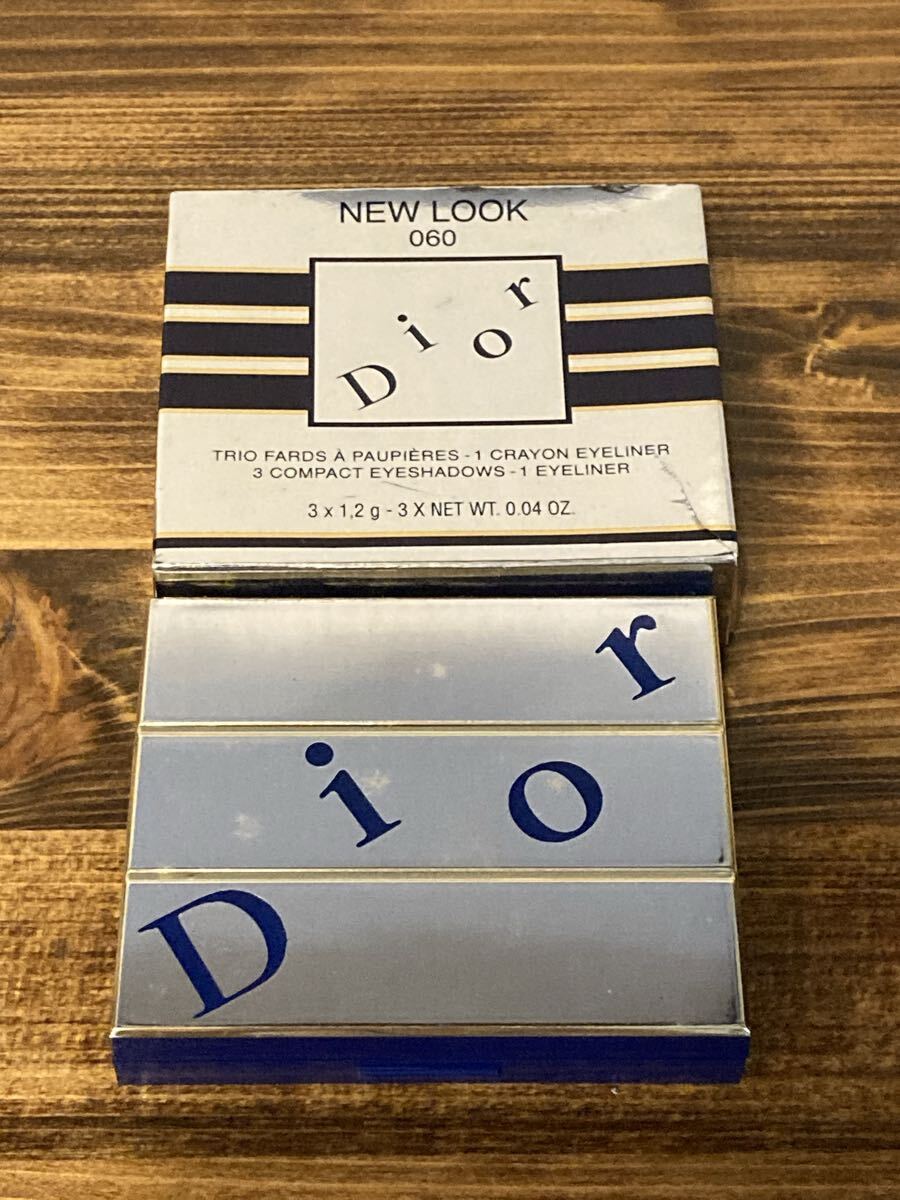 NEW LOOK
060
Dior
TRIO FARDS À PAUPIÈRES - 1 CRAYON EYELINER
3 COMPACT EYESHADOWS - 1 EYELINER
3 x 1,2 g - 3 X NET WT. 0.04 OZ.
Dior